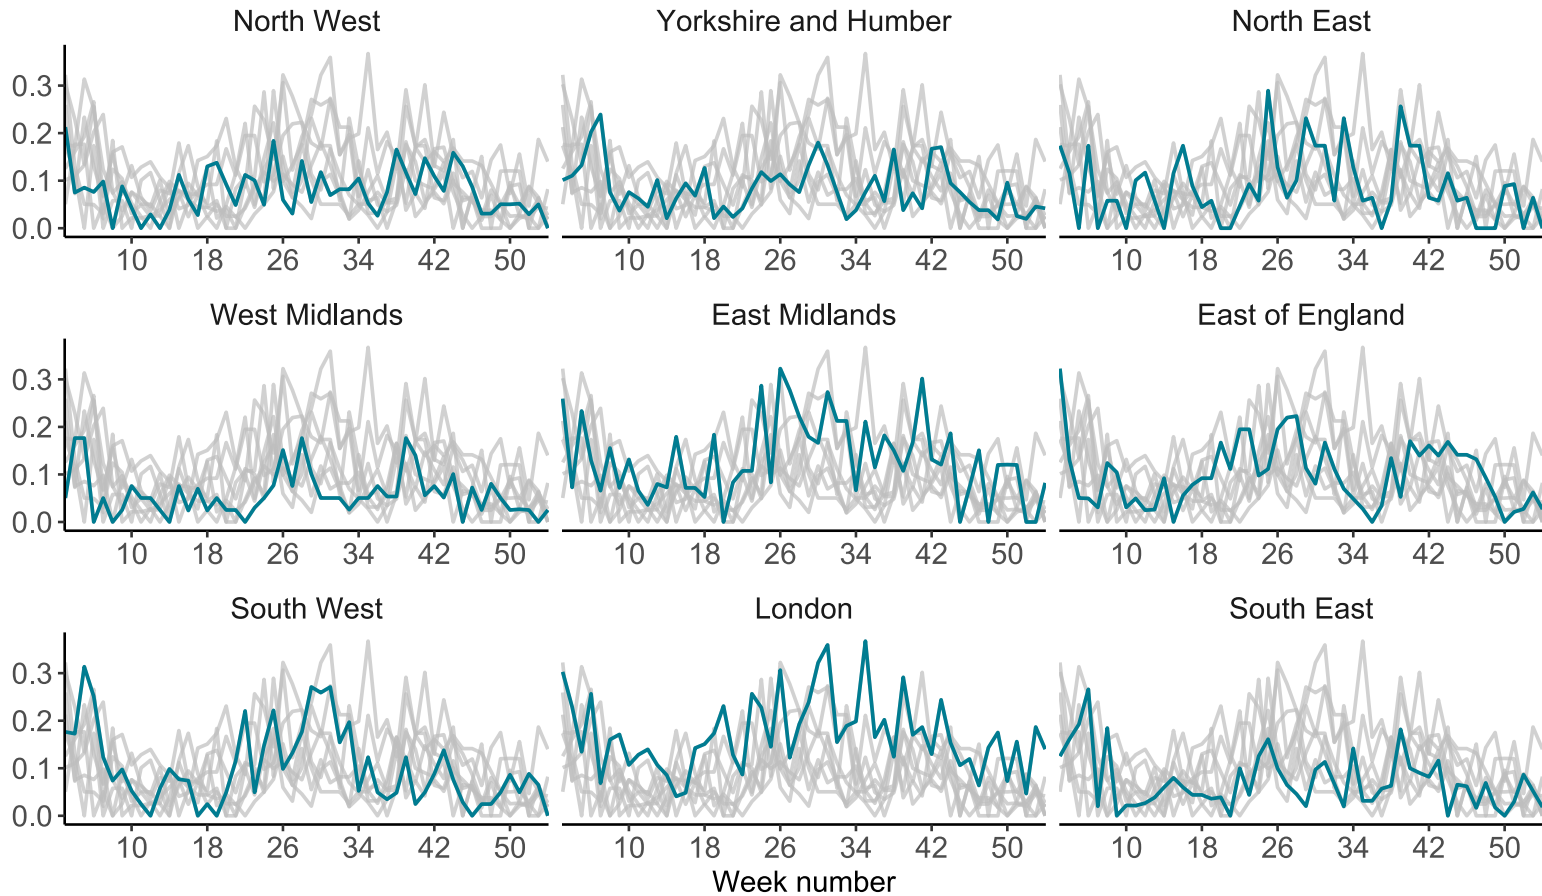 North West Yorkshire and Humber North East
0.3
0.2
0.1
0.0
10 18 26 34 42 50 10 18 26 34 42 50 10 18 26 34 42 50
West Midlands East Midlands East of England
0.3
0.2
0.1
0.0
10 18 26 34 42 50 10 18 26 34 42 50 10 18 26 34 42 50
South West London South East
0.3
0.2
0.1
0.0
10 18 26 34 42 50 10 18 26 34 42 50 10 18 26 34 42 50
Week number